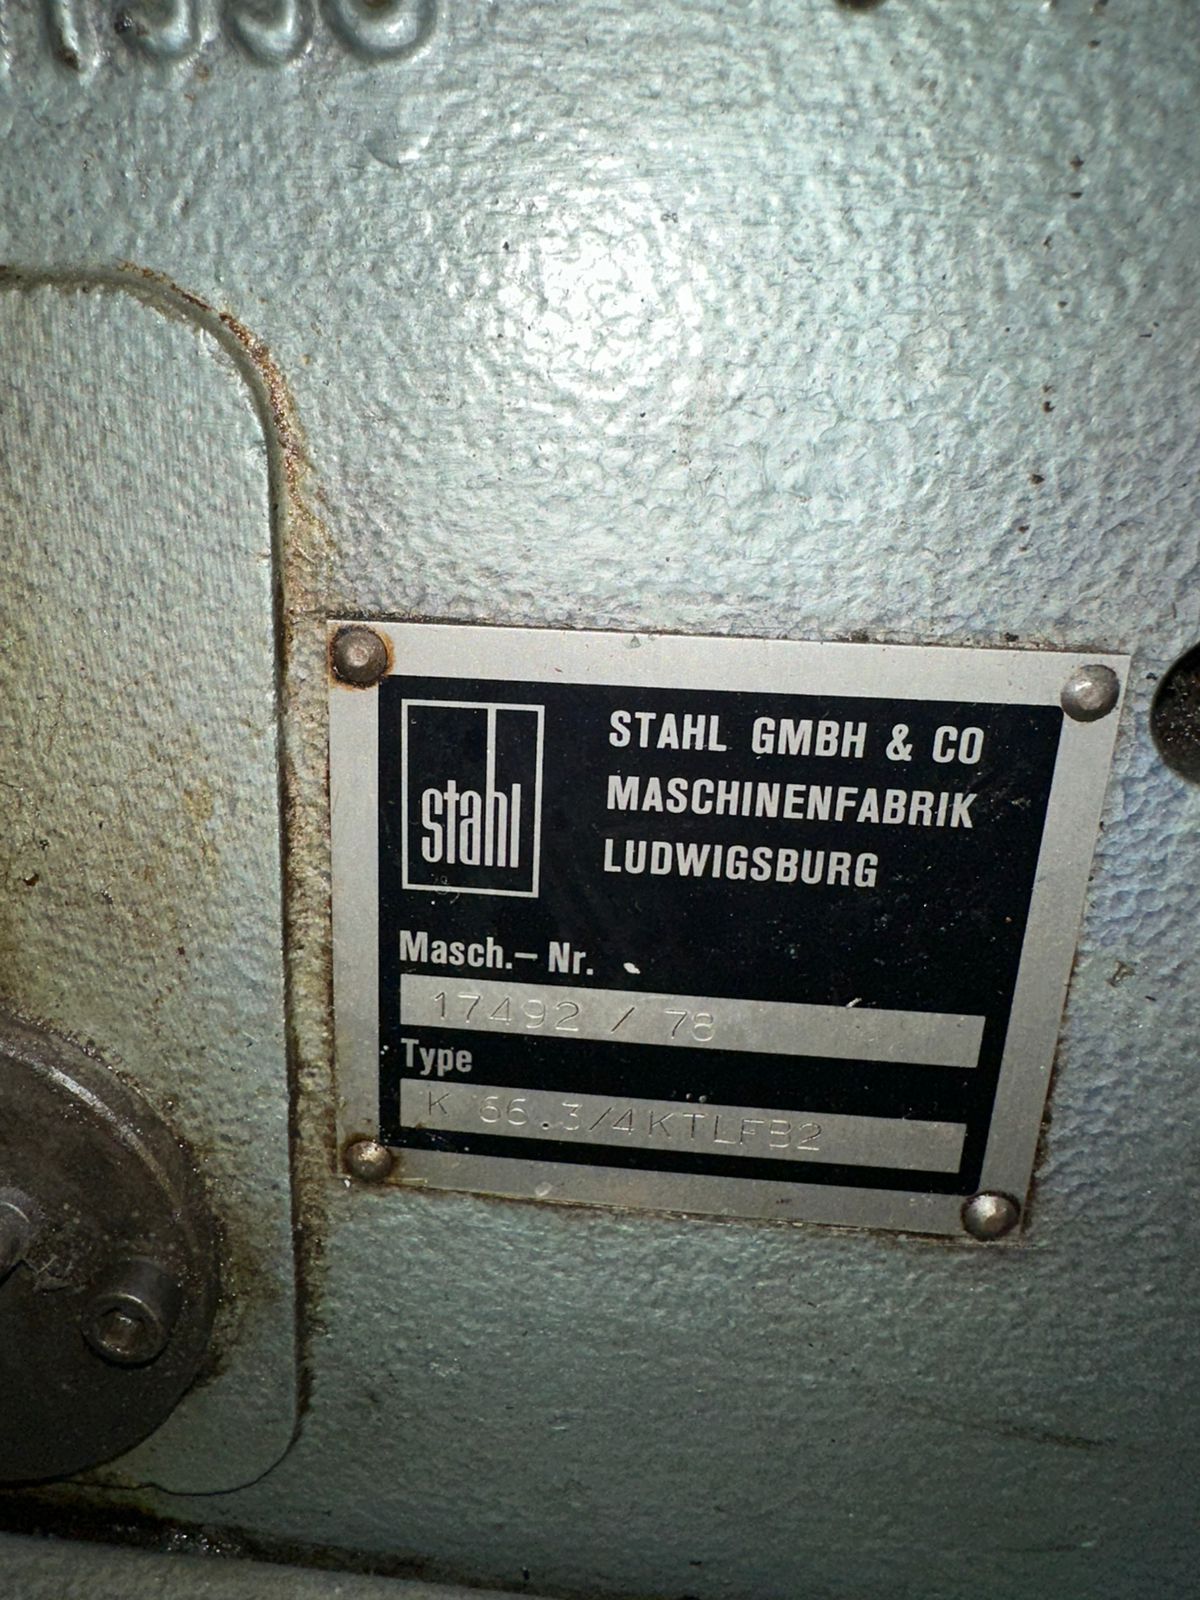 stahl
STAHL GMBH & CO
MASCHINENFABRIK
LUDWIGSBURG
Masch.– Nr.
17492 / 78
Type
K 66.3/4KTLFB2